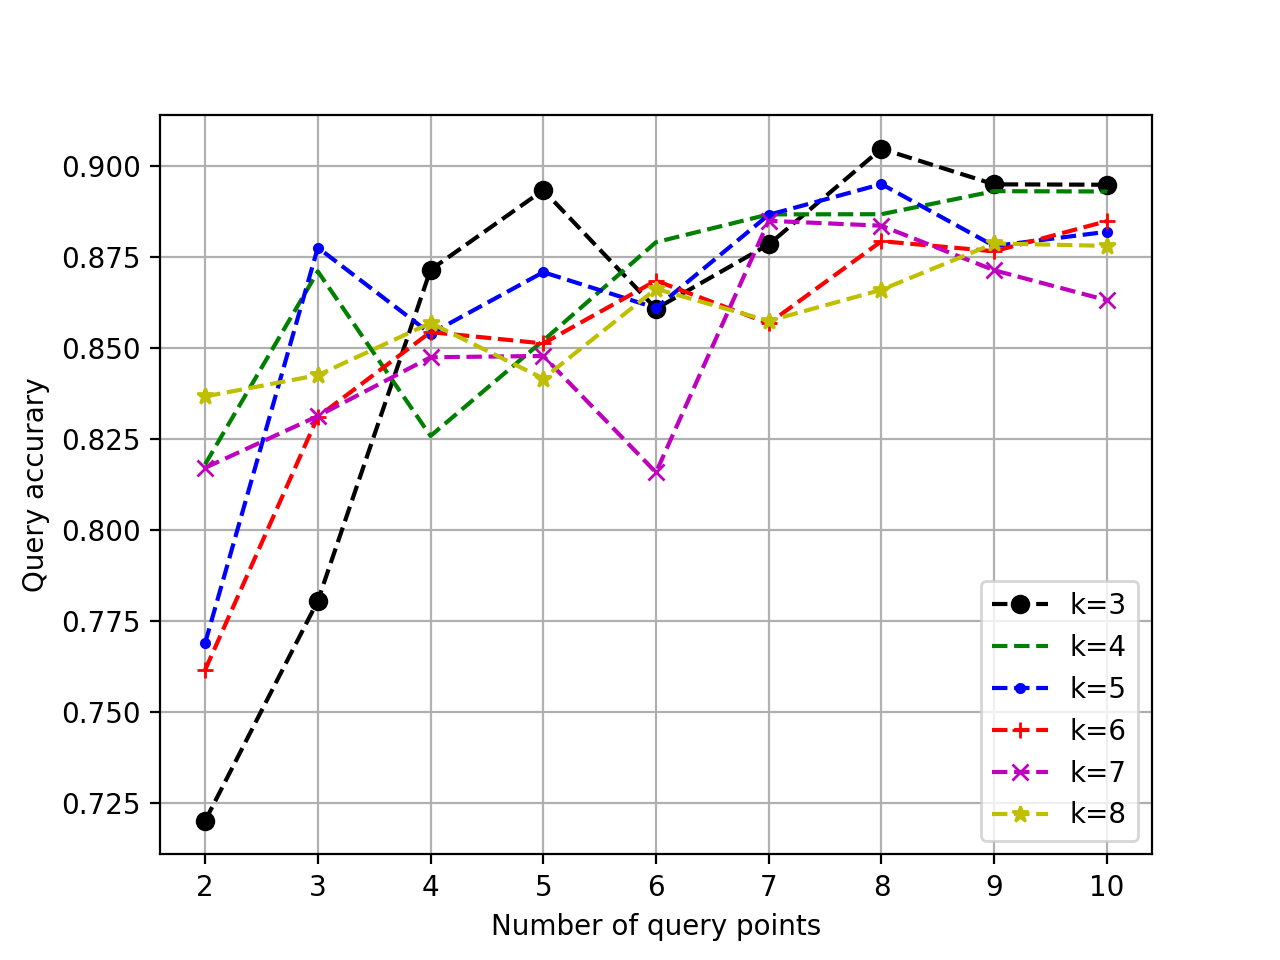 0.900
0.875
0.850
0.825
0.800
0.775
0.750
0.725
Query accurary
2 3 4 5 6 7 8 9 10
Number of query points
k=3
k=4
k=5
k=6
k=7
k=8